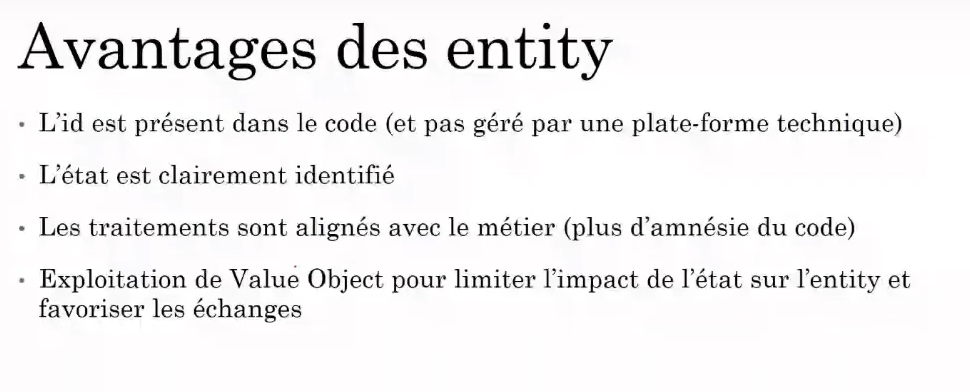 Avantages des entity
• L’id est présent dans le code (et pas géré par une plate-forme technique)
• L’état est clairement identifié
• Les traitements sont alignés avec le métier (plus d’amnésie du code)
• Exploitation de Value Object pour limiter l’impact de l’état sur l’entity et
favoriser les échanges